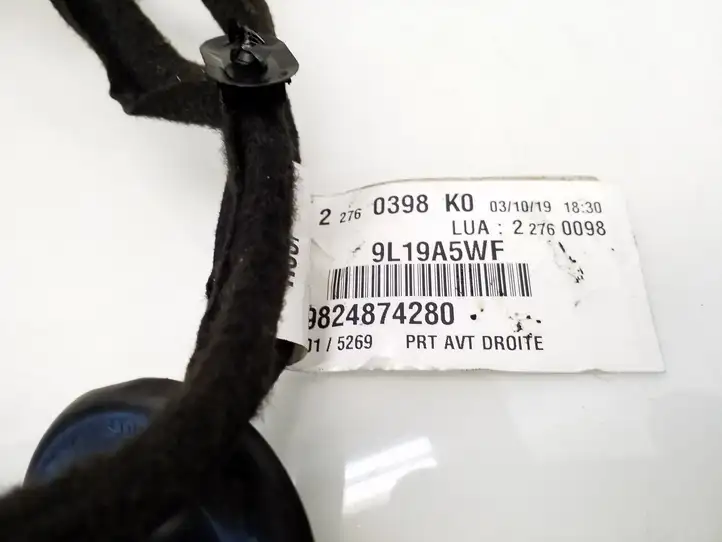 2 276 0398 K0 03/10/19 18:30
LUA : 2 276 0098
9L19A5WF
9824874280
01 / 5269 PRT AVT DROITE